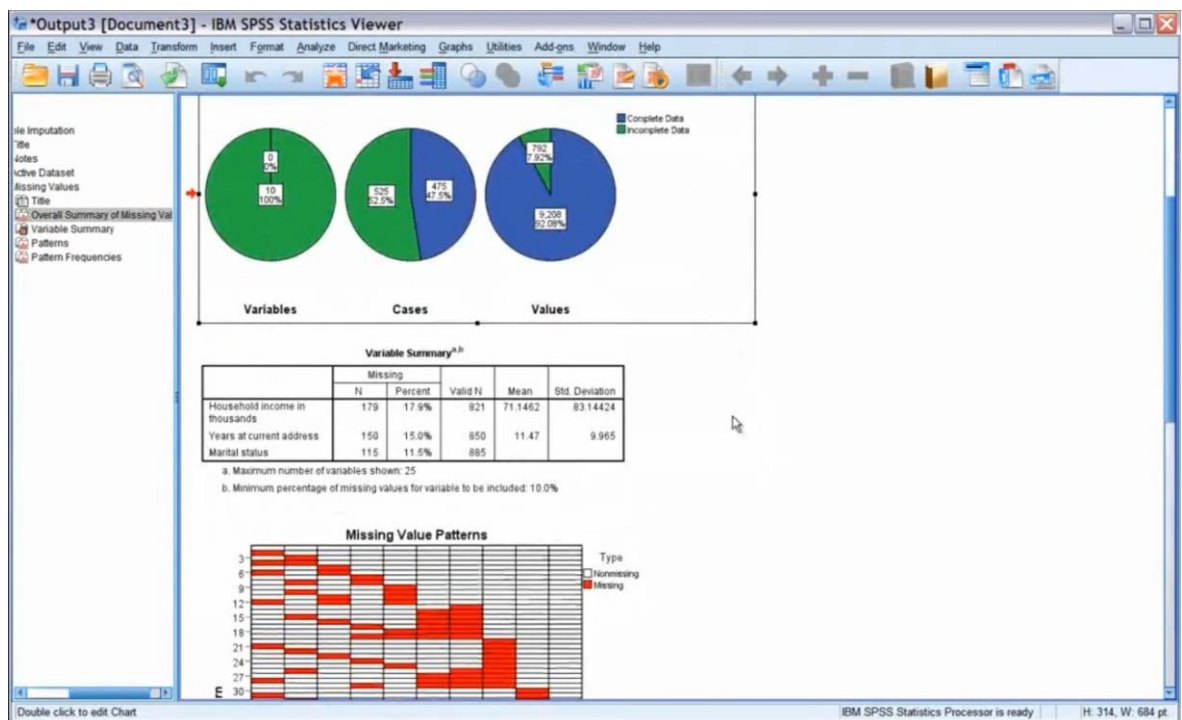 *Output3 [Document3] - IBM SPSS Statistics Viewer
File Edit View Data Transform Insert Format Analyze Direct Marketing Graphs Utilities Add-ons Window Help
ple Imputation
Title
Notes
Active Dataset
Missing Values
Title
Overall Summary of Missing Val
Variable Summary
Patterns
Pattern Frequencies
Complete Data
Incomplete Data
0
0%
10
100%
525
52.5%
475
47.5%
792
7.92%
9,208
92.08%
Variables Cases Values
Variable Summary a,b
Missing
N Percent Valid N Mean Std. Deviation
Household income in thousands 179 17.9% 821 71.1462 83.14424
Years at current address 150 15.0% 850 11.47 9.965
Marital status 115 11.5% 885
a. Maximum number of variables shown: 25
b. Minimum percentage of missing values for variable to be included: 10.0%
Missing Value Patterns
Type
Nonmissing
Missing
3
6
9
12
15
18
21
24
27
30
Double click to edit Chart IBM SPSS Statistics Processor is ready H: 314, W: 684 pt